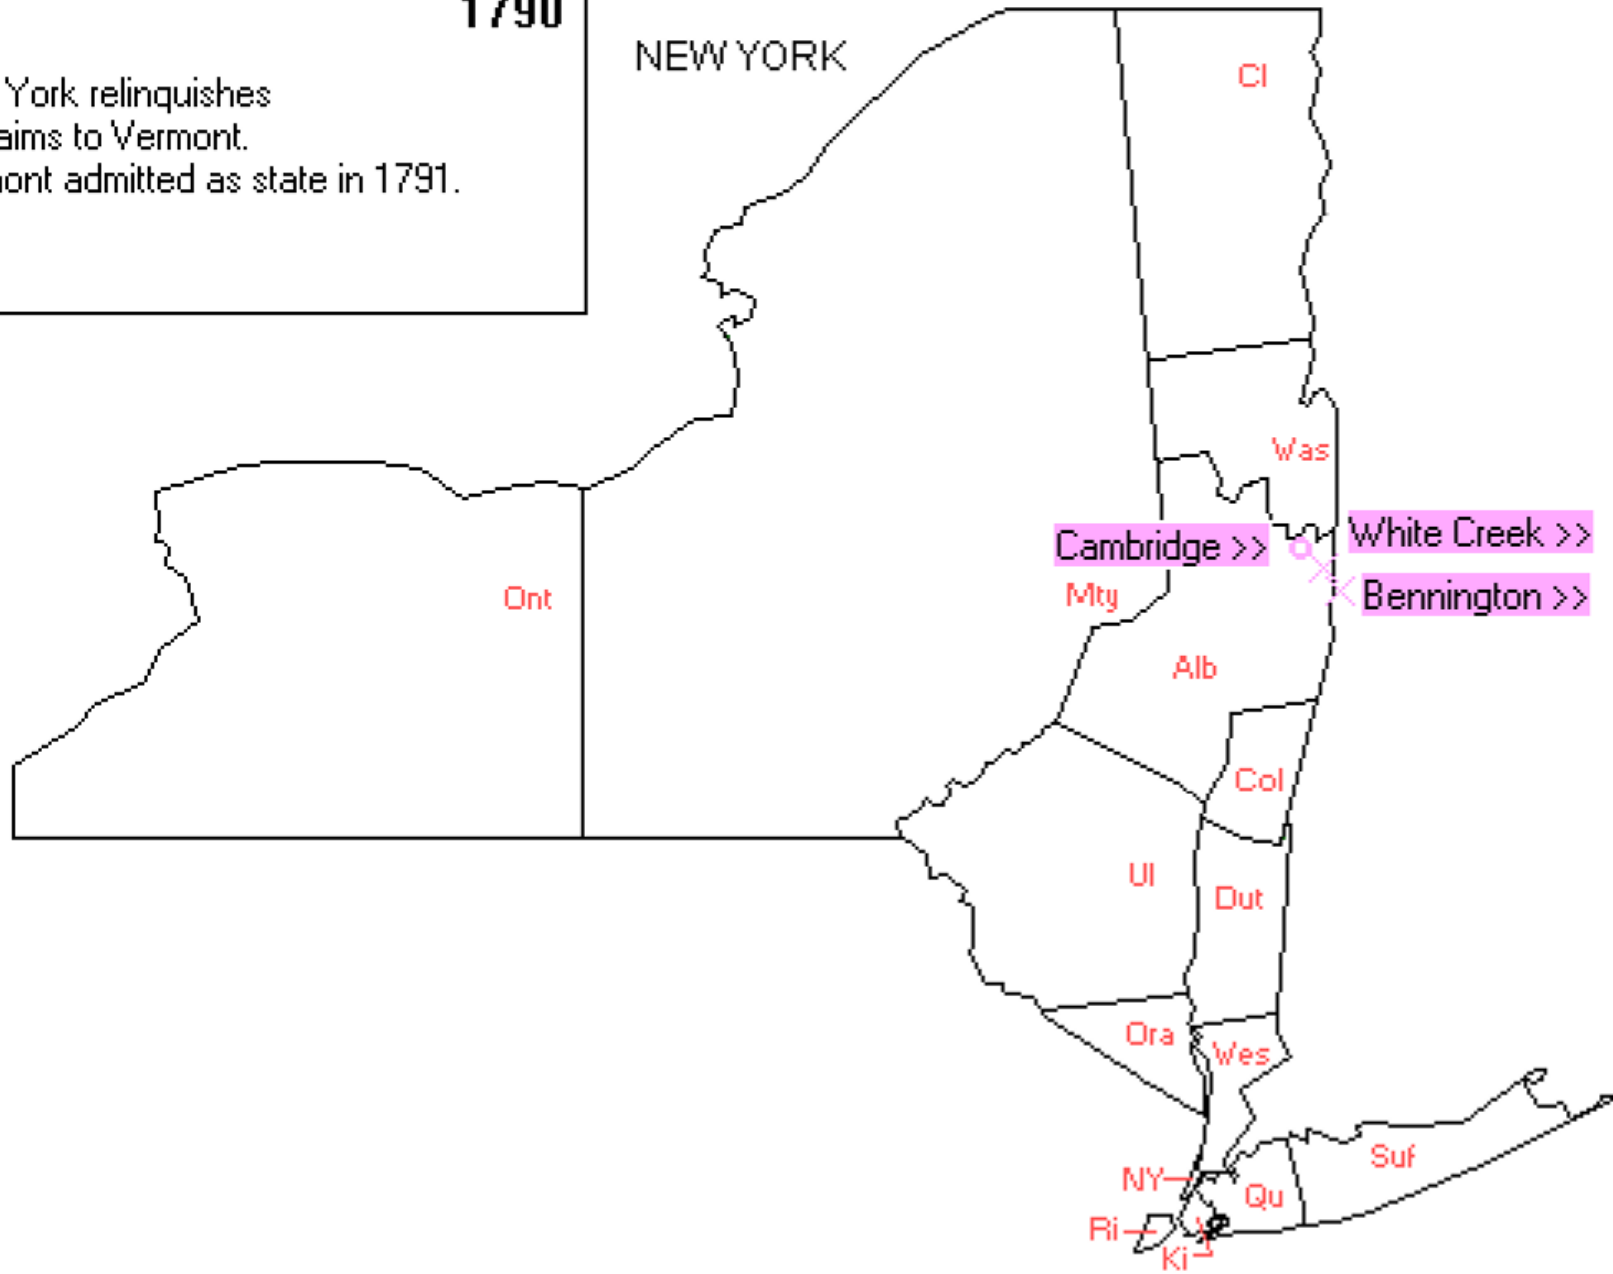 1790
York relinquishes
aims to Vermont.
ont admitted as state in 1791.
NEW YORK
Cl
Was
Cambridge >>
White Creek >>
Bennington >>
Ont
Mty
Alb
Col
Ul
Dut
Ora
Wes
NY
Qu
Suf
Ri
Ki